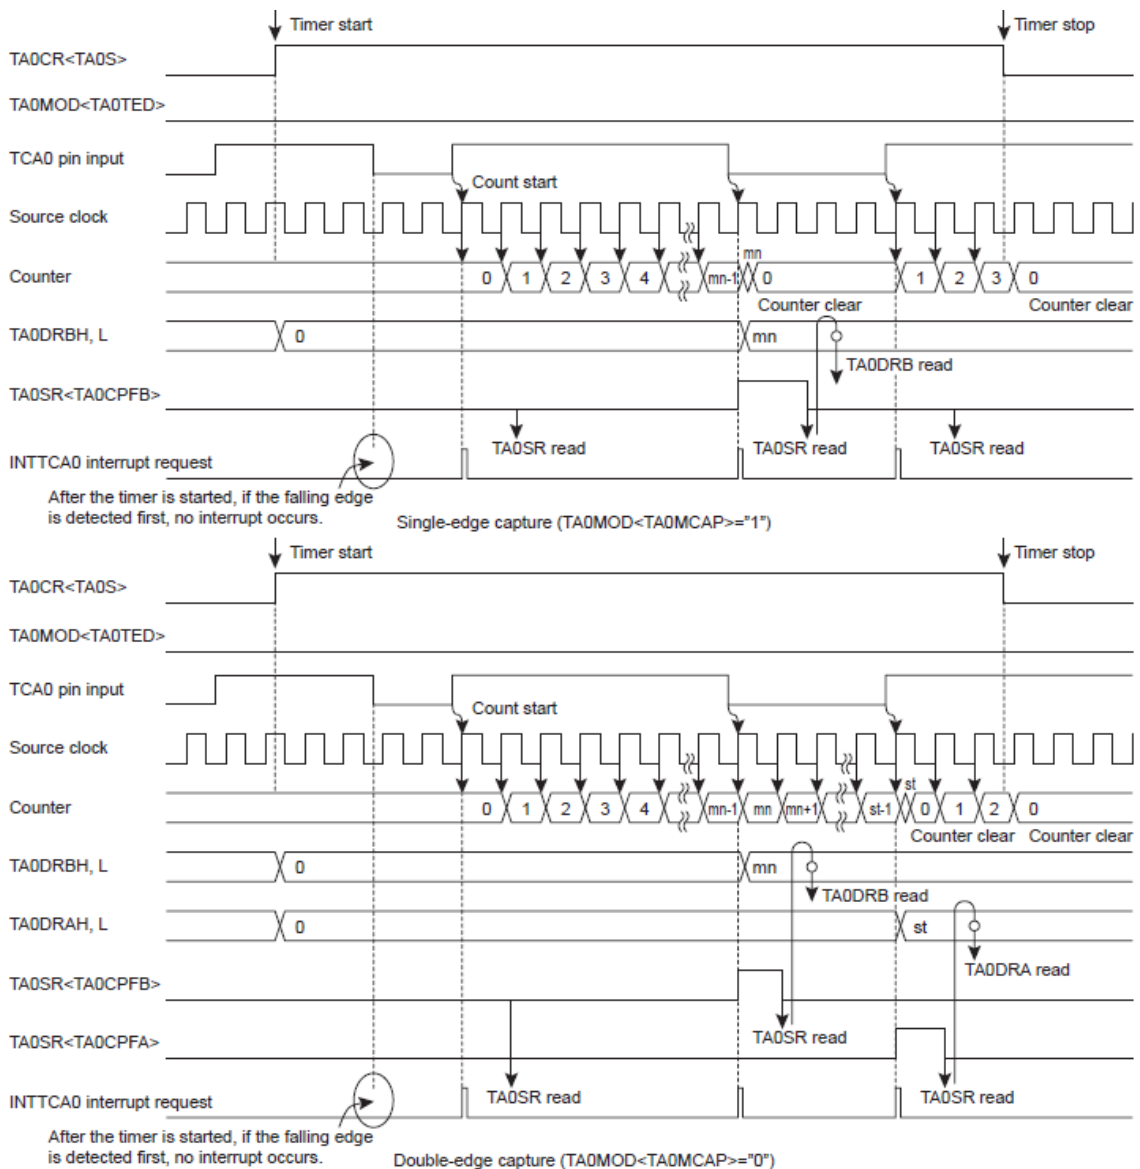 Timer start
Timer stop
TA0CR<TA0S>
TA0MOD<TA0TED>
TCA0 pin input
Count start
Source clock
mn
Counter 0 1 2 3 4 mn-1 0 1 2 3 0
Counter clear Counter clear
TA0DRBH, L 0 mn
TA0DRB read
TA0SR<TA0CPFB>
TA0SR read TA0SR read TA0SR read
INTTCA0 interrupt request
After the timer is started, if the falling edge
is detected first, no interrupt occurs.
Single-edge capture (TA0MOD<TA0MCAP>="1")
Timer start
Timer stop
TA0CR<TA0S>
TA0MOD<TA0TED>
TCA0 pin input
Count start
Source clock
st
Counter 0 1 2 3 4 mn-1 mn mn+1 st-1 0 1 2 0
Counter clear Counter clear
TA0DRBH, L 0 mn
TA0DRB read
TA0DRAH, L 0 st
TA0DRA read
TA0SR<TA0CPFB>
TA0SR read
TA0SR<TA0CPFA>
TA0SR read TA0SR read
INTTCA0 interrupt request
After the timer is started, if the falling edge
is detected first, no interrupt occurs.
Double-edge capture (TA0MOD<TA0MCAP>="0")